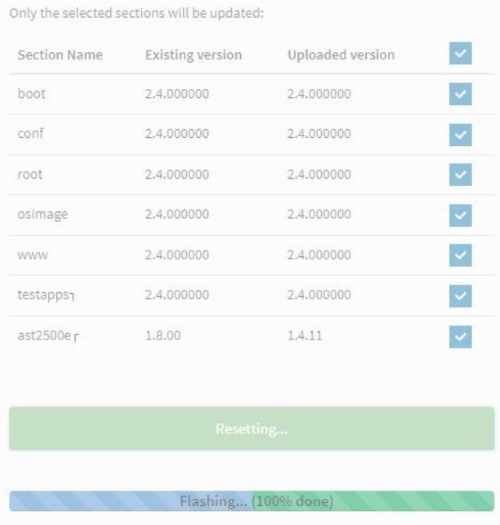 Only the selected sections will be updated:
Section Name Existing version Uploaded version
boot 2.4.000000 2.4.000000
conf 2.4.000000 2.4.000000
root 2.4.000000 2.4.000000
osimage 2.4.000000 2.4.000000
www 2.4.000000 2.4.000000
testapps 2.4.000000 2.4.000000
ast2500e 1.8.00 1.4.11
Resetting...
Flashing... (100% done)